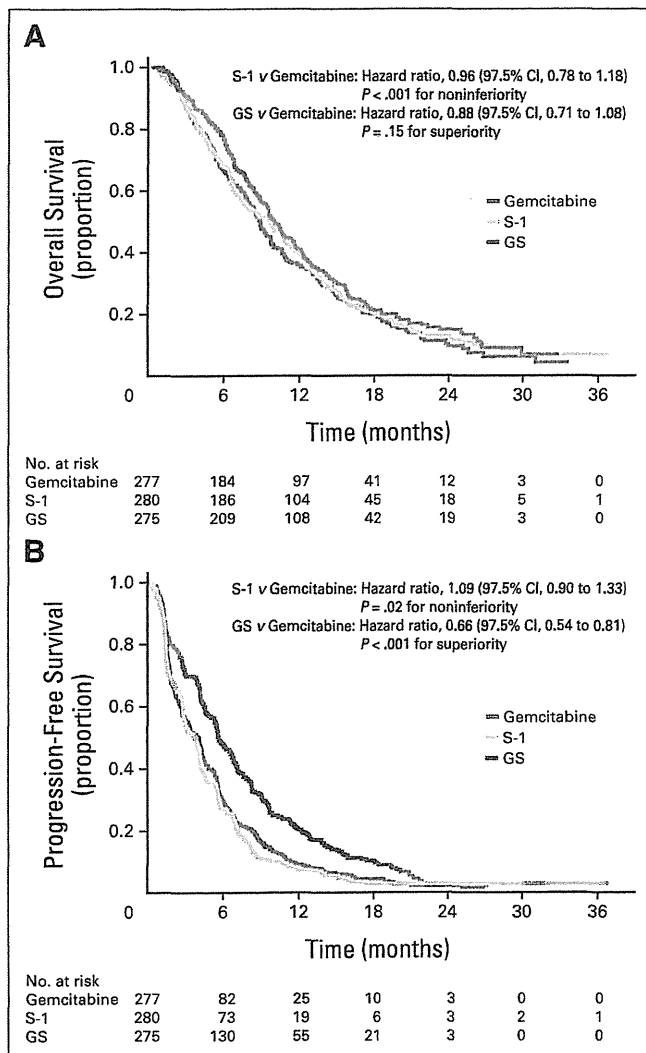 A
S-1 v Gemcitabine: Hazard ratio, 0.96 (97.5% CI, 0.78 to 1.18)
P < .001 for noninferiority
GS v Gemcitabine: Hazard ratio, 0.88 (97.5% CI, 0.71 to 1.08)
P = .15 for superiority
Overall Survival
(proportion)
1.0
0.8
0.6
0.4
0.2
Gemcitabine
S-1
GS
0 6 12 18 24 30 36
Time (months)
No. at risk
Gemcitabine 277 184 97 41 12 3 0
S-1 280 186 104 45 18 5 1
GS 275 209 108 42 19 3 0
B
S-1 v Gemcitabine: Hazard ratio, 1.09 (97.5% CI, 0.90 to 1.33)
P = .02 for noninferiority
GS v Gemcitabine: Hazard ratio, 0.66 (97.5% CI, 0.54 to 0.81)
P < .001 for superiority
Progression-Free Survival
(proportion)
1.0
0.8
0.6
0.4
0.2
Gemcitabine
S-1
GS
0 6 12 18 24 30 36
Time (months)
No. at risk
Gemcitabine 277 82 25 10 3 0 0
S-1 280 73 19 6 3 2 1
GS 275 130 55 21 3 0 0